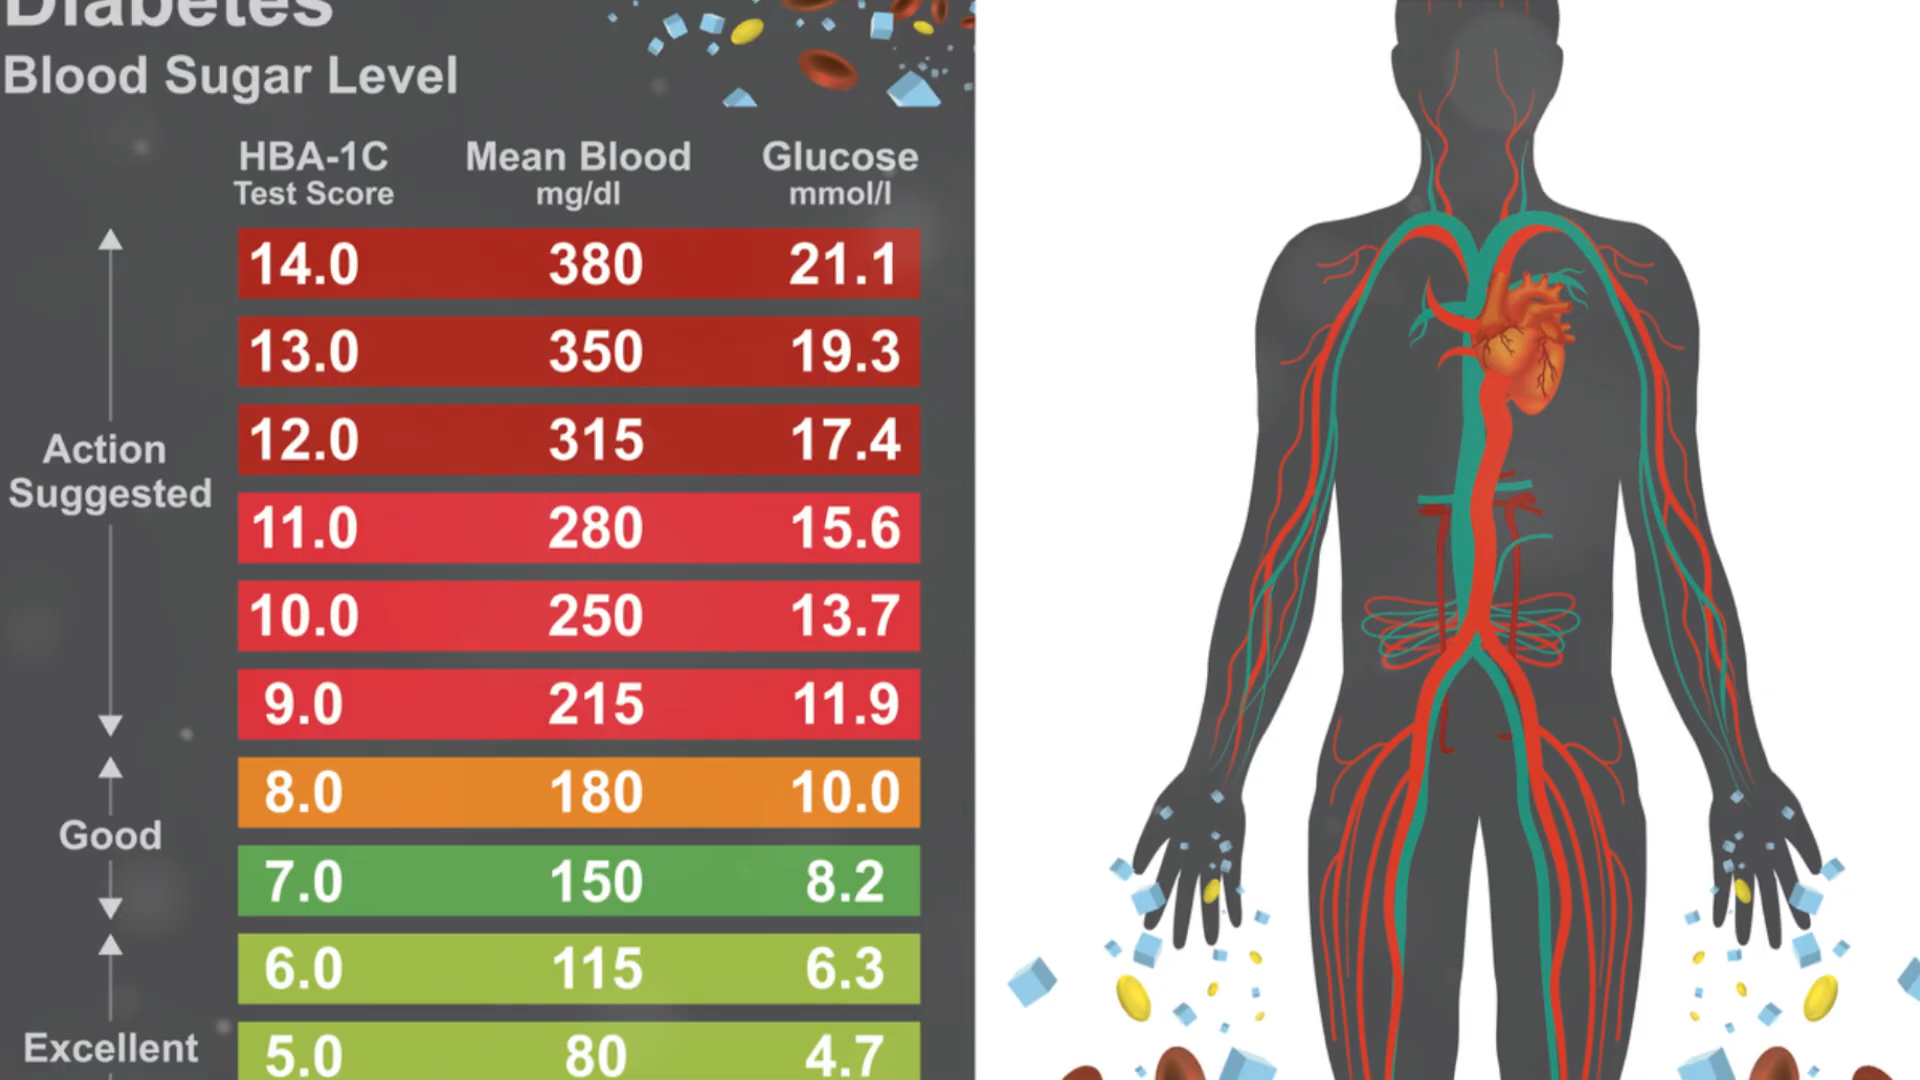 Diabetes
Blood Sugar Level
HBA-1C Mean Blood Glucose
Test Score mg/dl mmol/l
14.0 380 21.1
13.0 350 19.3
12.0 315 17.4
Action
Suggested
11.0 280 15.6
10.0 250 13.7
9.0 215 11.9
8.0 180 10.0
Good
7.0 150 8.2
6.0 115 6.3
Excellent
5.0 80 4.7